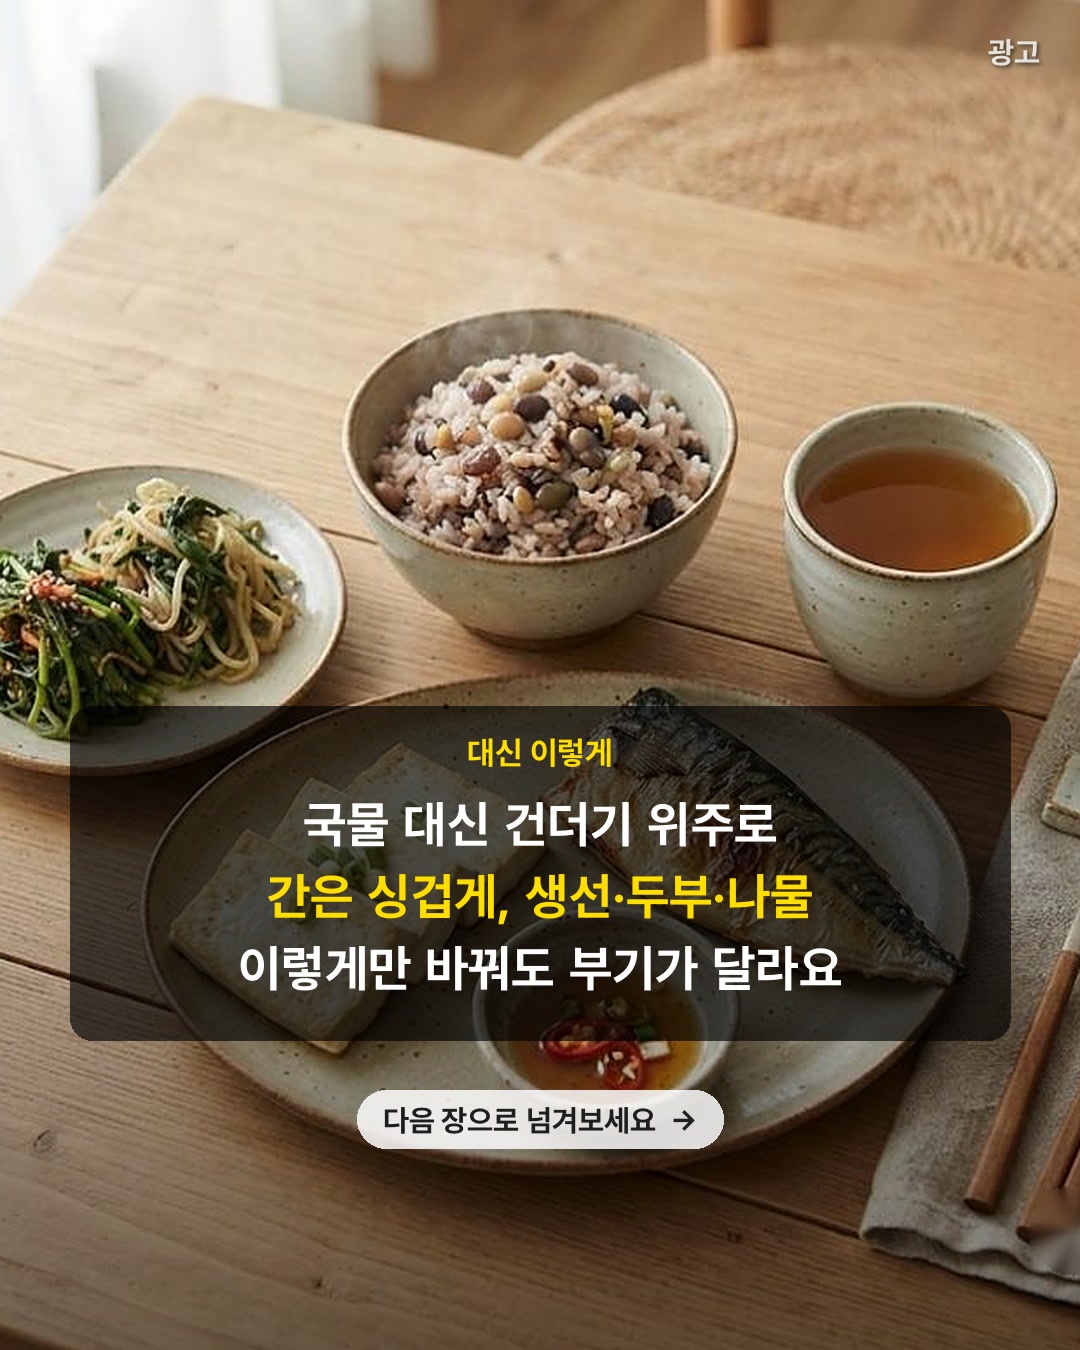 광고
대신 이렇게
국물 대신 건더기 위주로
간은 싱겁게, 생선·두부·나물
이렇게만 바꿔도 부기가 달라요
다음 장으로 넘겨보세요 →